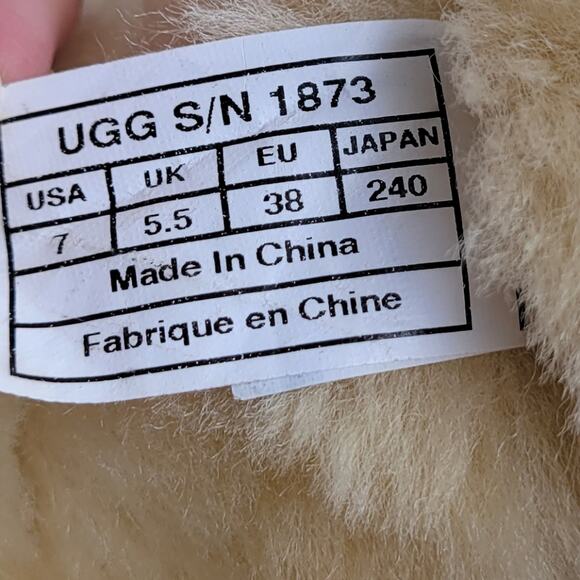 UGG S/N 1873
USA UK EU JAPAN
7 5.5 38 240
Made In China
Fabrique en Chine